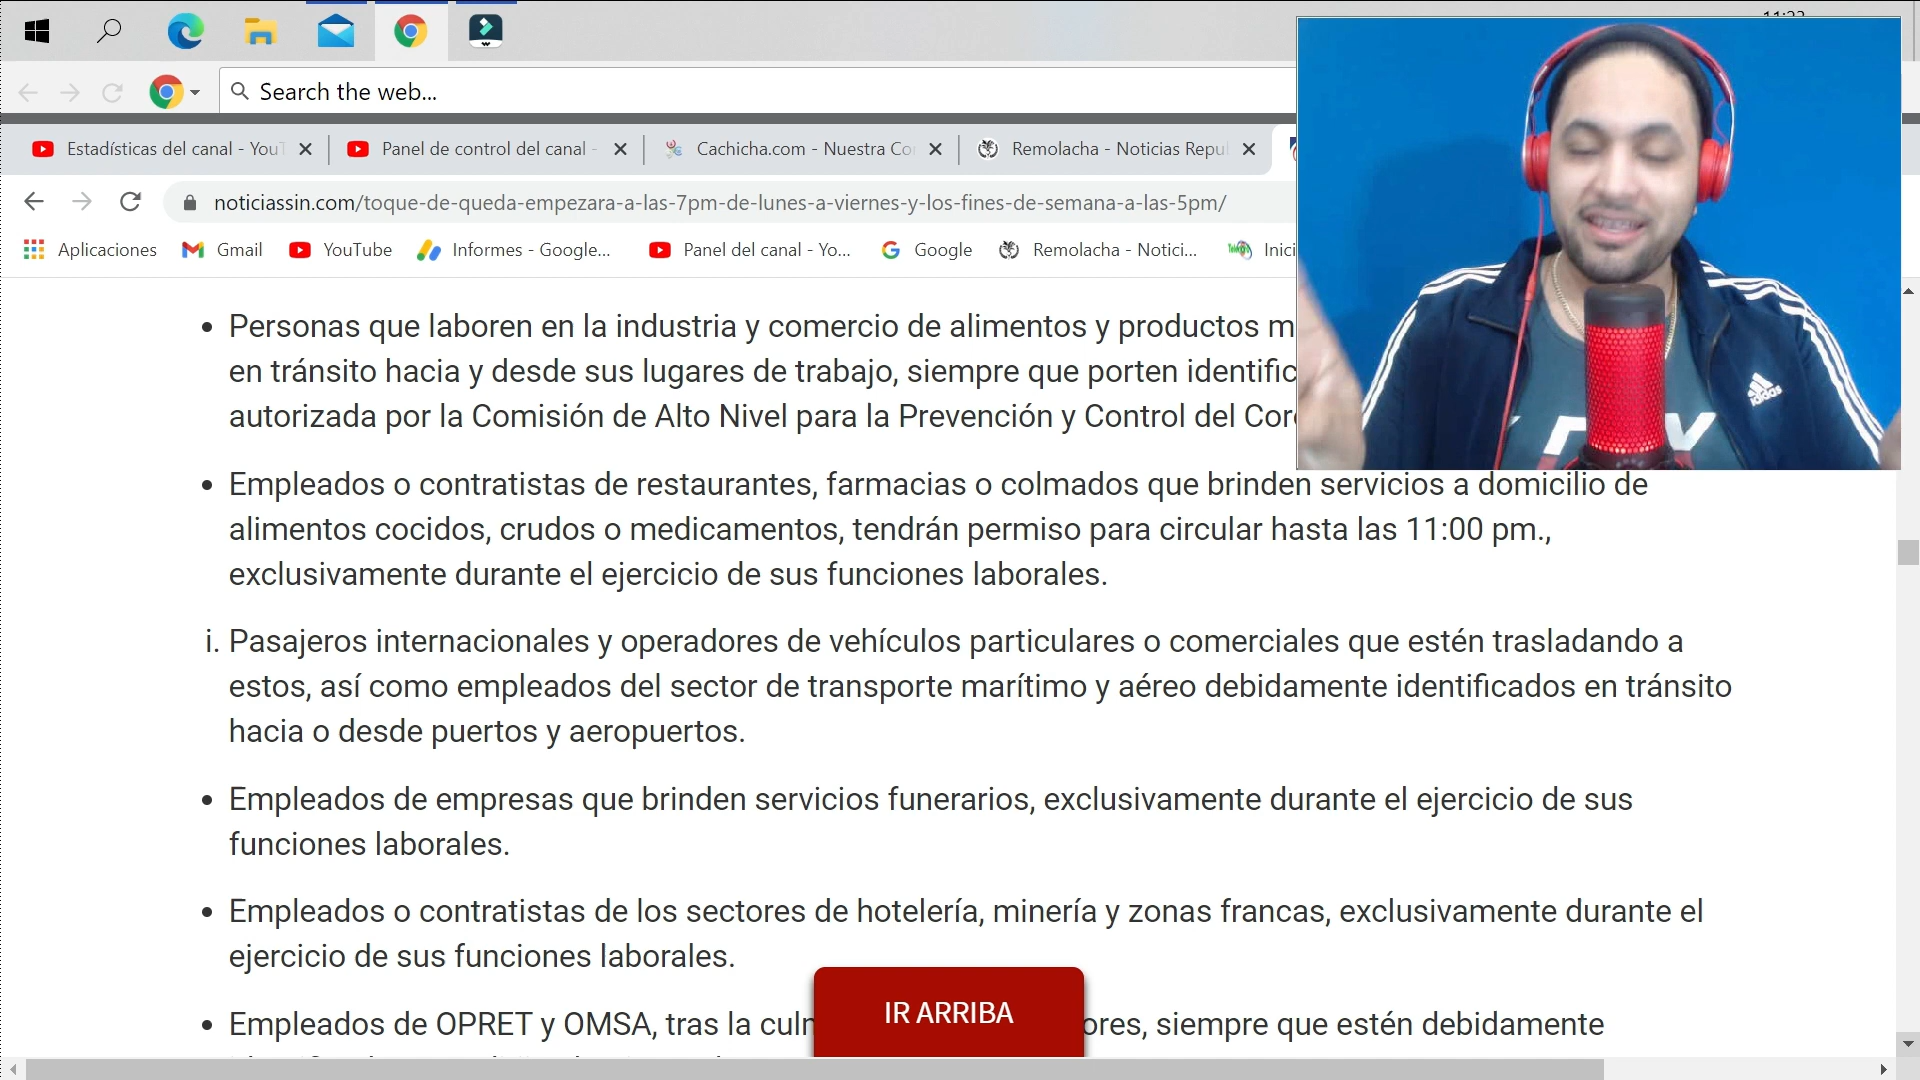 11:23
Search the web...
Estadísticas del canal - YouT
Panel de control del canal -
Cachicha.com - Nuestra Co
Remolacha - Noticias Repu
noticiassin.com/toque-de-queda-empezara-a-las-7pm-de-lunes-a-viernes-y-los-fines-de-semana-a-las-5pm/
Aplicaciones
Gmail
YouTube
Informes - Google...
Panel del canal - Yo...
Google
Remolacha - Notici...
Inici
adidas
Personas que laboren en la industria y comercio de alimentos y productos m
en tránsito hacia y desde sus lugares de trabajo, siempre que porten identific
autorizada por la Comisión de Alto Nivel para la Prevención y Control del Cor
Empleados o contratistas de restaurantes, farmacias o colmados que brinden servicios a domicilio de
alimentos cocidos, crudos o medicamentos, tendrán permiso para circular hasta las 11:00 pm.,
exclusivamente durante el ejercicio de sus funciones laborales.
i. Pasajeros internacionales y operadores de vehículos particulares o comerciales que estén trasladando a
estos, así como empleados del sector de transporte marítimo y aéreo debidamente identificados en tránsito
hacia o desde puertos y aeropuertos.
Empleados de empresas que brinden servicios funerarios, exclusivamente durante el ejercicio de sus
funciones laborales.
Empleados o contratistas de los sectores de hotelería, minería y zonas francas, exclusivamente durante el
ejercicio de sus funciones laborales.
IR ARRIBA
Empleados de OPRET y OMSA, tras la culm ores, siempre que estén debidamente